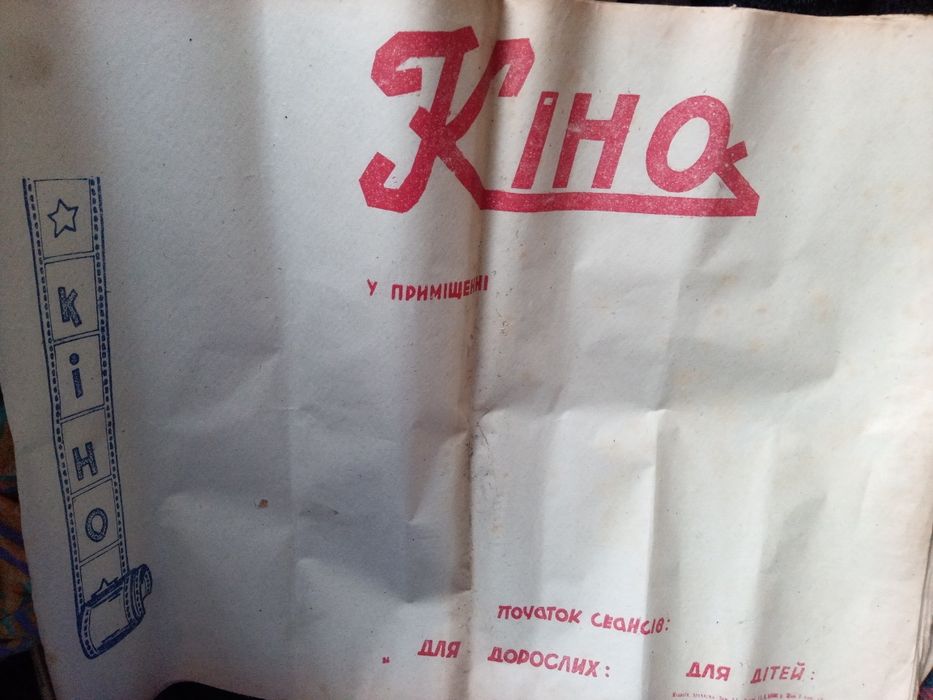 Кіно
КІНО
У ПРИМІЩЕННІ
ПОЧАТОК СЕАНСІВ:
" ДЛЯ ДОРОСЛИХ: ДЛЯ ДІТЕЙ: